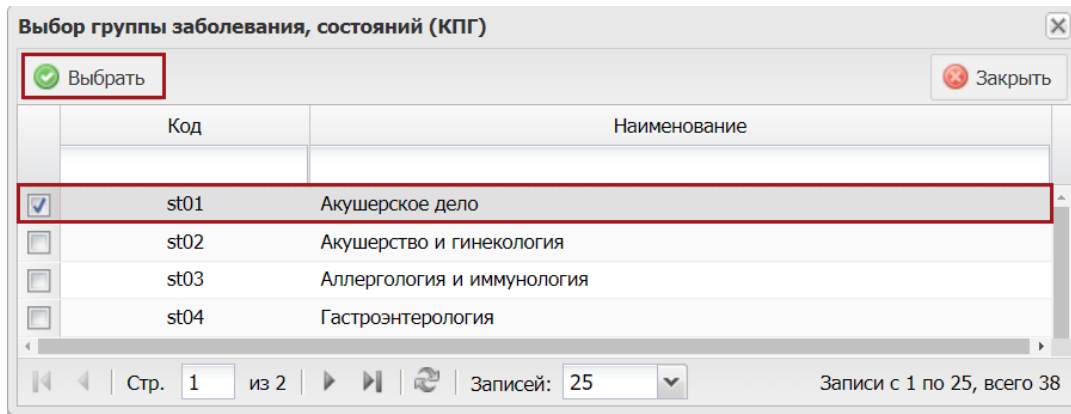 Выбор группы заболевания, состояний (КПГ)
Выбрать Закрыть
Код Наименование
st01 Акушерское дело
st02 Акушерство и гинекология
st03 Аллергология и иммунология
st04 Гастроэнтерология
Стр. 1 из 2 Записей: 25 Записи с 1 по 25, всего 38